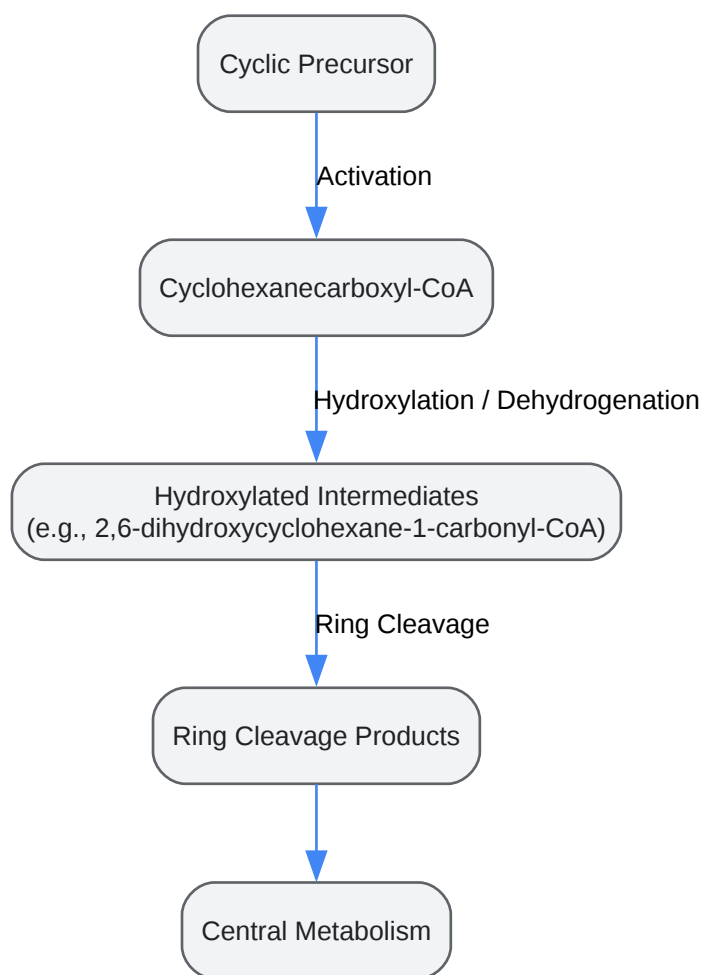 Cyclic Precursor
Activation
Cyclohexanecarboxyl-CoA
Hydroxylation / Dehydrogenation
Hydroxylated Intermediates
(e.g., 2,6-dihydroxycyclohexane-1-carbonyl-CoA)
Ring Cleavage
Ring Cleavage Products
Central Metabolism